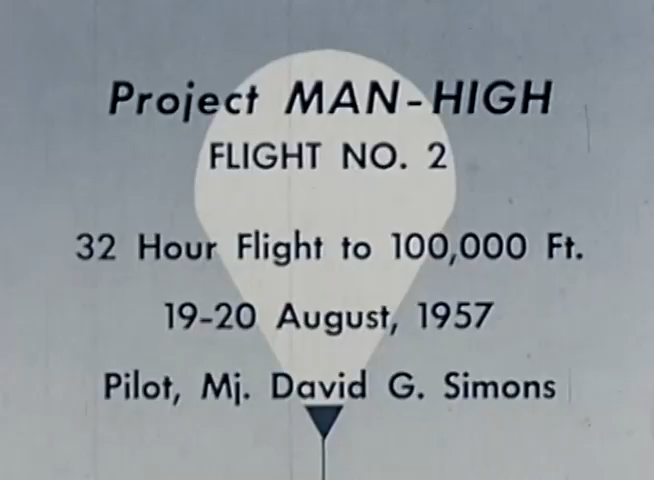 Project MAN-HIGH
FLIGHT NO. 2
32 Hour Flight to 100,000 Ft.
19-20 August, 1957
Pilot, Mj. David G. Simons